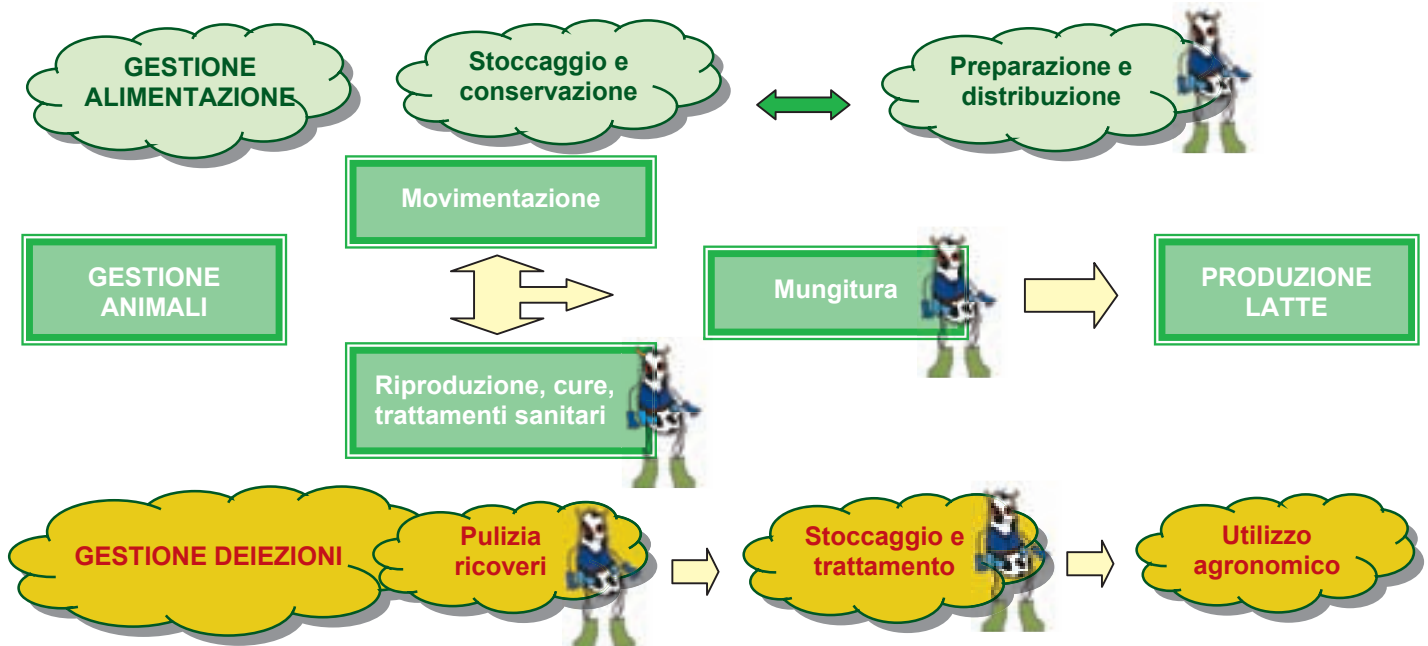 GESTIONE
ALIMENTAZIONE
Stoccaggio e
conservazione
Preparazione e
distribuzione
Movimentazione
GESTIONE
ANIMALI
Mungitura
PRODUZIONE
LATTE
Riproduzione, cure,
trattamenti sanitari
GESTIONE DEIEZIONI
Pulizia
ricoveri
Stoccaggio e
trattamento
Utilizzo
agronomico